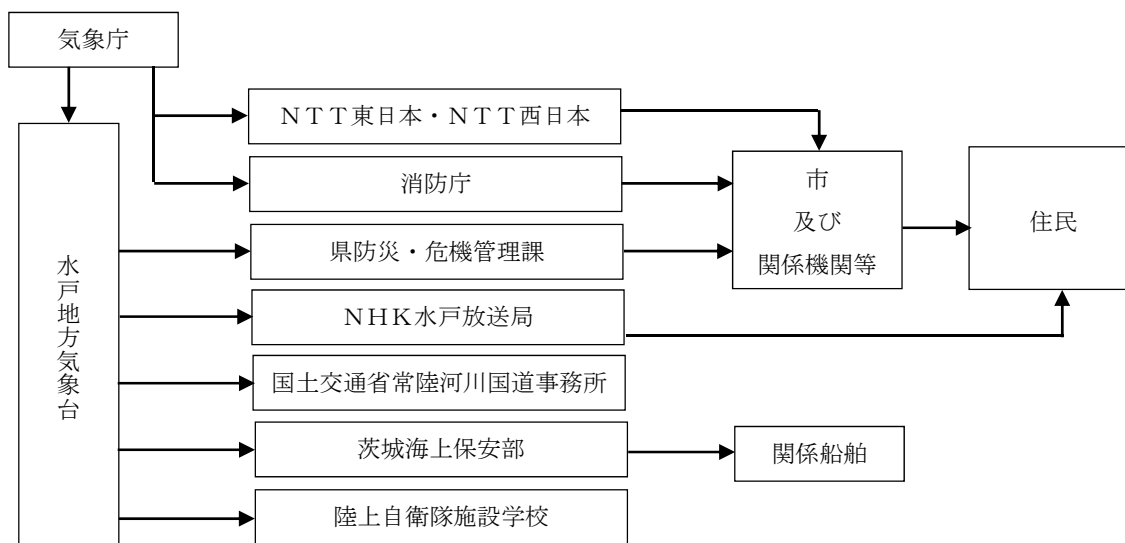 気象庁
ＮＴＴ東日本・ＮＴＴ西日本
消防庁
市
及び
関係機関等
住民
水戸地方気象台
県防災・危機管理課
ＮＨＫ水戸放送局
国土交通省常陸河川国道事務所
茨城海上保安部
関係船舶
陸上自衛隊施設学校